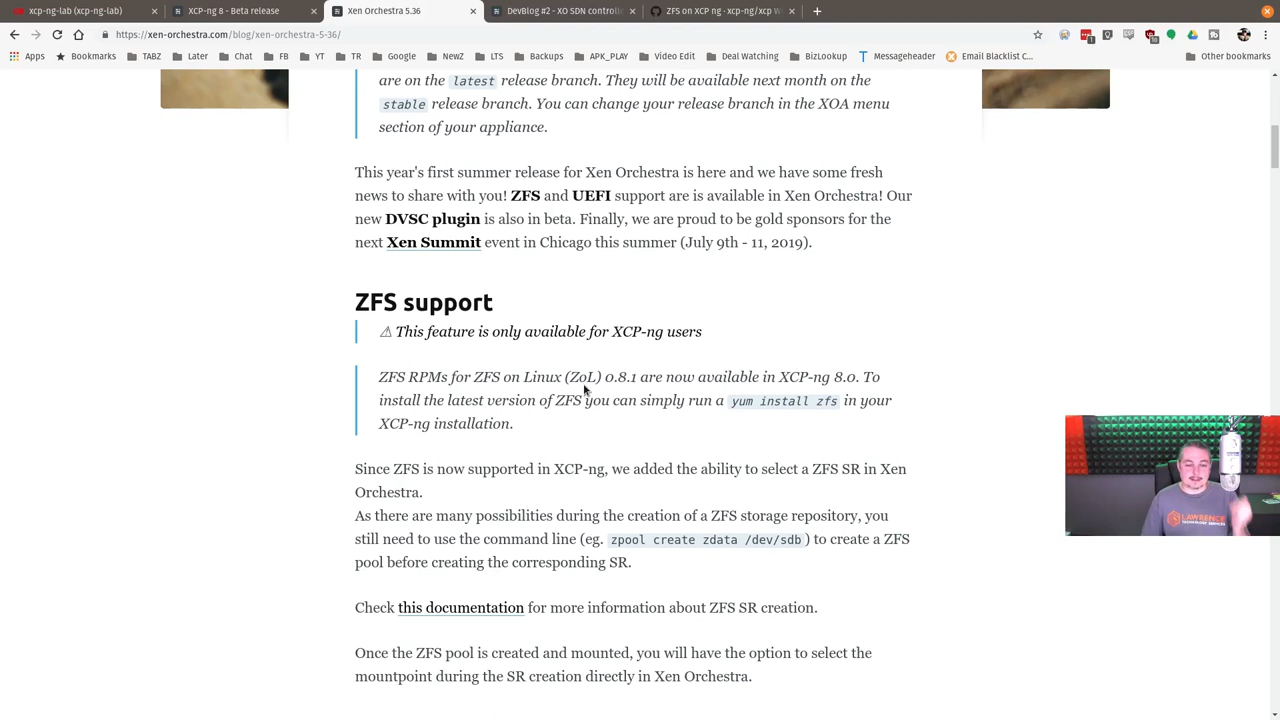 xcp-ng-lab (xcp-ng-lab)
XCP-ng 8 - Beta release
Xen Orchestra 5.36
DevBlog #2 - XO SDN controlle
ZFS on XCP ng · xcp-ng/xcp W
https://xen-orchestra.com/blog/xen-orchestra-5-36/
Apps
Bookmarks
TABZ
Later
Chat
FB
YT
TR
Google
NewZ
LTS
Backups
APK_PLAY
Video Edit
Deal Watching
BizLookup
Messageheader
Email Blacklist C...
Other bookmarks
are on the latest release branch. They will be available next month on the
stable release branch. You can change your release branch in the XOA menu
section of your appliance.
This year's first summer release for Xen Orchestra is here and we have some fresh
news to share with you! ZFS and UEFI support are is available in Xen Orchestra! Our
new DVSC plugin is also in beta. Finally, we are proud to be gold sponsors for the
next Xen Summit event in Chicago this summer (July 9th - 11, 2019).
ZFS support
⚠ This feature is only available for XCP-ng users
ZFS RPMs for ZFS on Linux (ZoL) 0.8.1 are now available in XCP-ng 8.0. To
install the latest version of ZFS you can simply run a yum install zfs in your
XCP-ng installation.
Since ZFS is now supported in XCP-ng, we added the ability to select a ZFS SR in Xen
Orchestra.
As there are many possibilities during the creation of a ZFS storage repository, you
still need to use the command line (eg. zpool create zdata /dev/sdb) to create a ZFS
pool before creating the corresponding SR.
Check this documentation for more information about ZFS SR creation.
Once the ZFS pool is created and mounted, you will have the option to select the
mountpoint during the SR creation directly in Xen Orchestra.
LAWRENCE